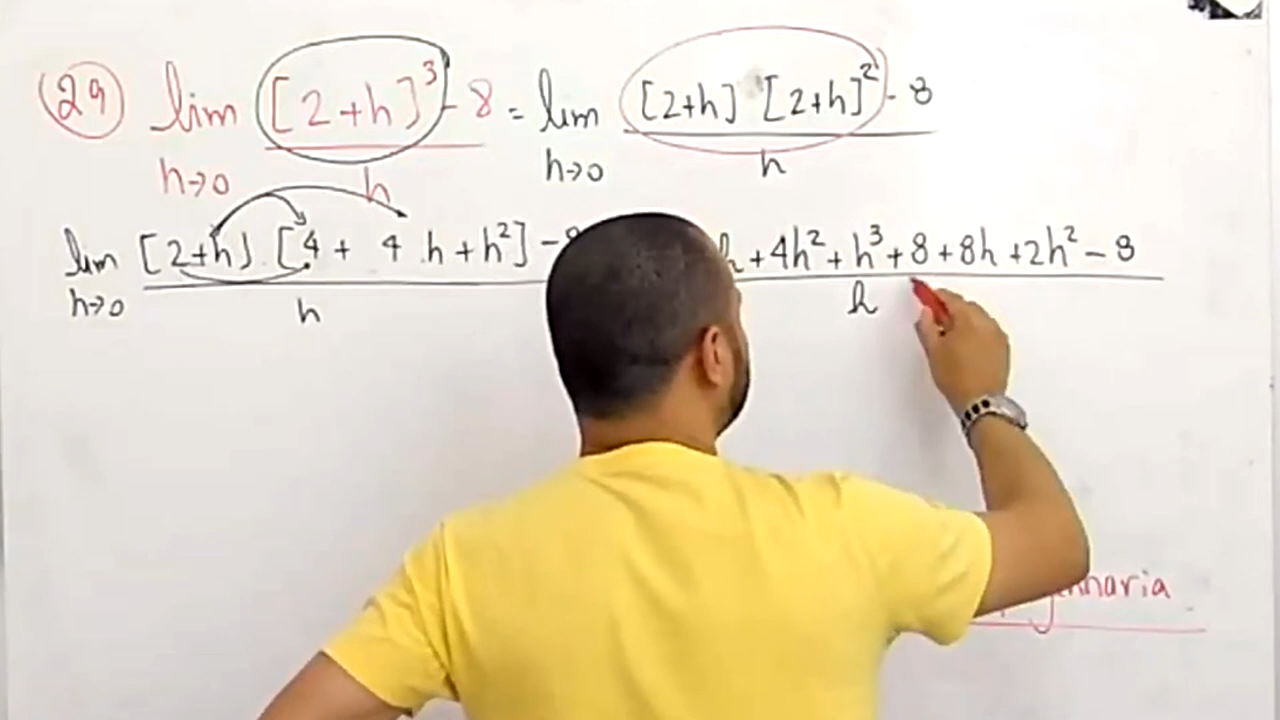 29 lim h→0 [2+h]³ - 8 / h = lim h→0 [2+h] [2+h]² - 8 / h
lim h→0 [2+h] . [4 + 4 . h + h²] - 8 / h h + 4h² + h³ + 8 + 8h + 2h² - 8 / h